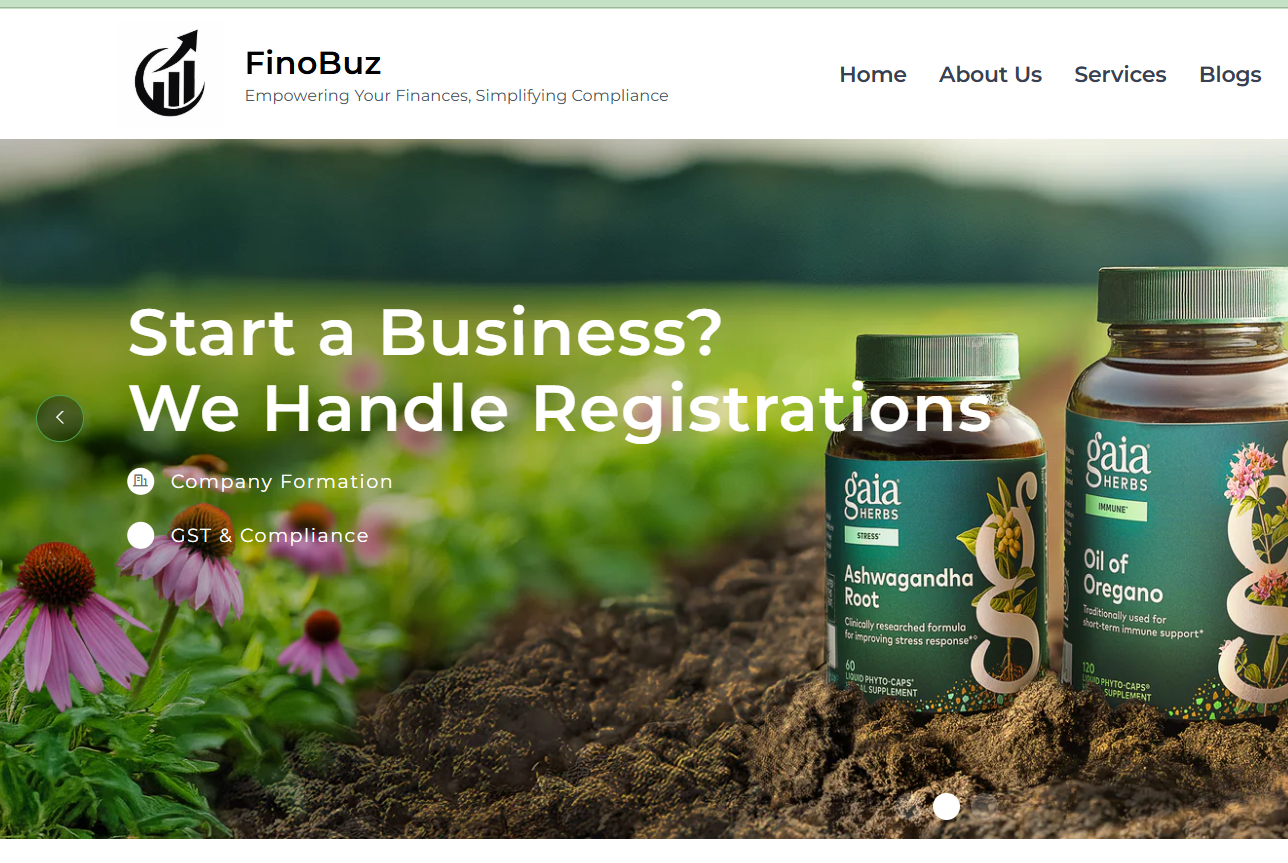 FinoBuz
Empowering Your Finances, Simplifying Compliance
Home
About Us
Services
Blogs
Start a Business?
We Handle Registrations
Company Formation
GST & Compliance
gaia
HERBS
STRESS*
Ashwagandha
Root
Clinically researched formula
for improving stress response*◊
60
LIQUID PHYTO-CAPS®
SUPPLEMENT
gaia
HERBS
IMMUNE*
Oil of
Oregano
Traditionally used for
short-term immune support*
120
LIQUID PHYTO-CAPS®
SUPPLEMENT